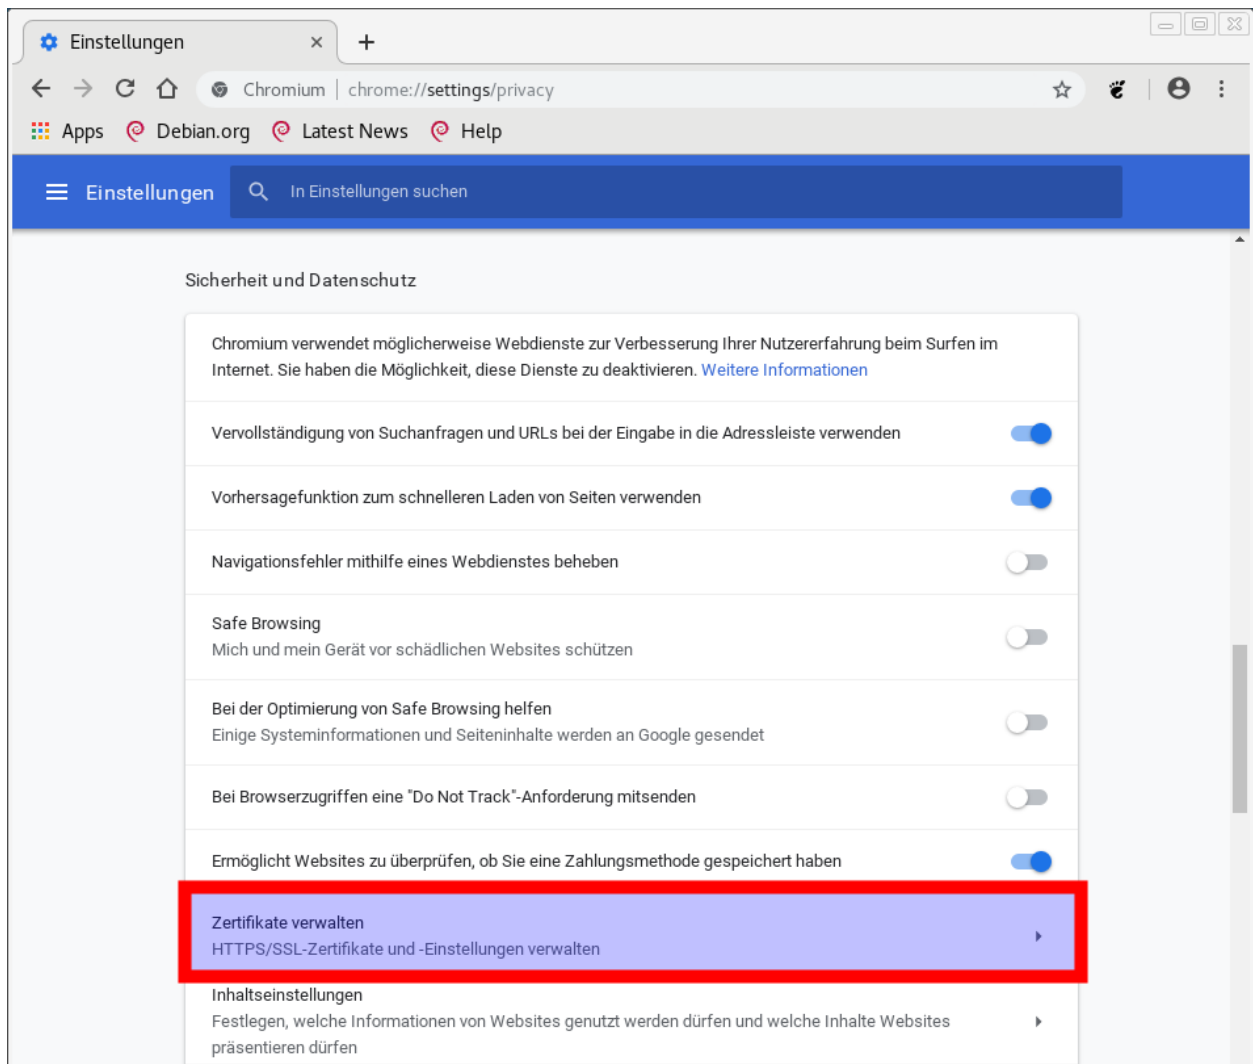 Einstellungen
Chromium | chrome://settings/privacy
Apps Debian.org Latest News Help
Einstellungen In Einstellungen suchen
Sicherheit und Datenschutz
Chromium verwendet möglicherweise Webdienste zur Verbesserung Ihrer Nutzererfahrung beim Surfen im
Internet. Sie haben die Möglichkeit, diese Dienste zu deaktivieren. Weitere Informationen
Vervollständigung von Suchanfragen und URLs bei der Eingabe in die Adressleiste verwenden
Vorhersagefunktion zum schnelleren Laden von Seiten verwenden
Navigationsfehler mithilfe eines Webdienstes beheben
Safe Browsing
Mich und mein Gerät vor schädlichen Websites schützen
Bei der Optimierung von Safe Browsing helfen
Einige Systeminformationen und Seiteninhalte werden an Google gesendet
Bei Browserzugriffen eine "Do Not Track"-Anforderung mitsenden
Ermöglicht Websites zu überprüfen, ob Sie eine Zahlungsmethode gespeichert haben
Zertifikate verwalten
HTTPS/SSL-Zertifikate und -Einstellungen verwalten
Inhaltseinstellungen
Festlegen, welche Informationen von Websites genutzt werden dürfen und welche Inhalte Websites
präsentieren dürfen